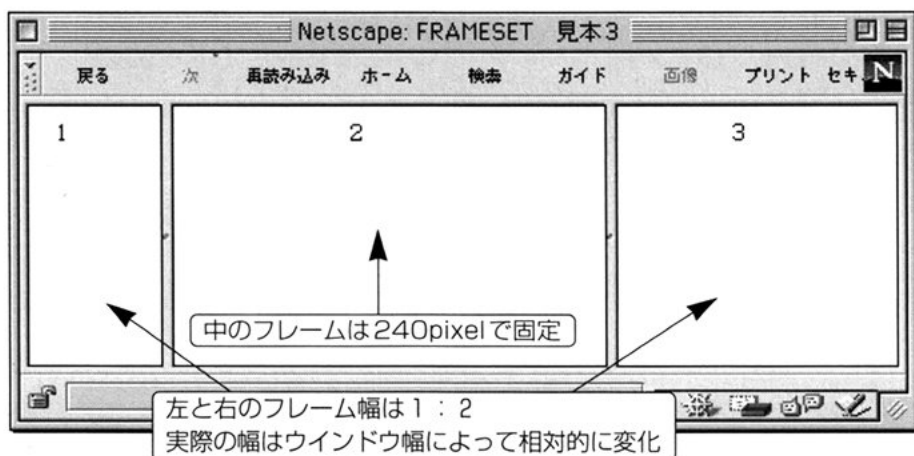 Netscape: FRAMESET 見本3
戻る 次 再読み込み ホーム 検索 ガイド 画像 プリント セキ N
1 2 3
中のフレームは240pixelで固定
左と右のフレーム幅は1：2
実際の幅はウインドウ幅によって相対的に変化